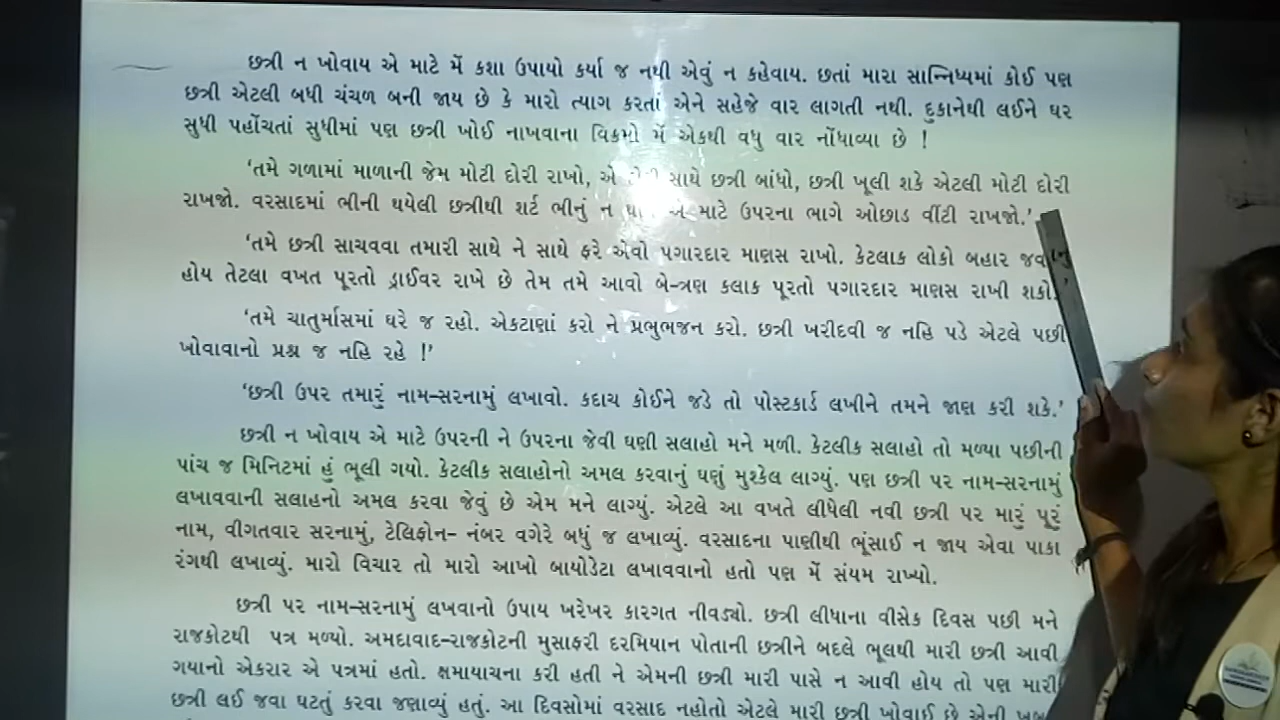 છત્રી ન ખોવાય એ માટે મેં કશા ઉપાયો કર્યા જ નથી એવું ન કહેવાય. છતાં મારા સાન્નિધ્યમાં કોઈ પણ
છત્રી એટલી બધી ચંચળ બની જાય છે કે મારો ત્યાગ કરતાં એને સહેજે વાર લાગતી નથી. દુકાનેથી લઈને ઘર
સુધી પહોંચતાં સુધીમાં પણ છત્રી ખોઈ નાખવાના વિક્રમો મેં એકથી વધુ વાર નોંધાવ્યા છે !
‘તમે ગળામાં માળાની જેમ મોટી દોરી રાખો, એ સાથે છત્રી બાંધો, છત્રી ખૂલી શકે એટલી મોટી દોરી
રાખજો. વરસાદમાં ભીની થયેલી છત્રીથી શર્ટ ભીનું ન એ માટે ઉપરના ભાગે ઓછાડ વીંટી રાખજો.’
‘તમે છત્રી સાચવવા તમારી સાથે ને સાથે ફરે એવો પગારદાર માણસ રાખો. કેટલાક લોકો બહાર જવાનું
હોય તેટલા વખત પૂરતો ડ્રાઈવર રાખે છે તેમ તમે આવો બે-ત્રણ કલાક પૂરતો પગારદાર માણસ રાખી શકો.’
‘તમે ચાતુર્માસમાં ઘરે જ રહો. એકટાણાં કરો ને પ્રભુભજન કરો. છત્રી ખરીદવી જ નહિ પડે એટલે પછી
ખોવાવાનો પ્રશ્ન જ નહિ રહે !’
‘છત્રી ઉપર તમારું નામ-સરનામું લખાવો. કદાચ કોઈને જડે તો પોસ્ટકાર્ડ લખીને તમને જાણ કરી શકે.’
છત્રી ન ખોવાય એ માટે ઉપરની ને ઉપરના જેવી ઘણી સલાહો મને મળી. કેટલીક સલાહો તો મળ્યા પછીની
પાંચ જ મિનિટમાં હું ભૂલી ગયો. કેટલીક સલાહોનો અમલ કરવાનું ઘણું મુશ્કેલ લાગ્યું. પણ છત્રી પર નામ-સરનામું
લખાવવાની સલાહનો અમલ કરવા જેવું છે એમ મને લાગ્યું. એટલે આ વખતે લીધેલી નવી છત્રી પર મારું પૂરું
નામ, વીગતવાર સરનામું, ટેલિફોન- નંબર વગેરે બધું જ લખાવ્યું. વરસાદના પાણીથી ભૂંસાઈ ન જાય એવા પાકા
રંગથી લખાવ્યું. મારો વિચાર તો મારો આખો બાયોડેટા લખાવવાનો હતો પણ મેં સંયમ રાખ્યો.
છત્રી પર નામ-સરનામું લખવાનો ઉપાય ખરેખર કારગત નીવડ્યો. છત્રી લીધાના વીસેક દિવસ પછી મને
રાજકોટથી પત્ર મળ્યો. અમદાવાદ-રાજકોટની મુસાફરી દરમિયાન પોતાની છત્રીને બદલે ભૂલથી મારી છત્રી આવી
ગયાનો એકરાર એ પત્રમાં હતો. ક્ષમાયાચના કરી હતી ને એમની છત્રી મારી પાસે ન આવી હોય તો પણ મારી
છત્રી લઈ જવા ઘટતું કરવા જણાવ્યું હતું. આ દિવસોમાં વરસાદ નહોતો એટલે મારી છત્રી ખોવાઈ છે એની